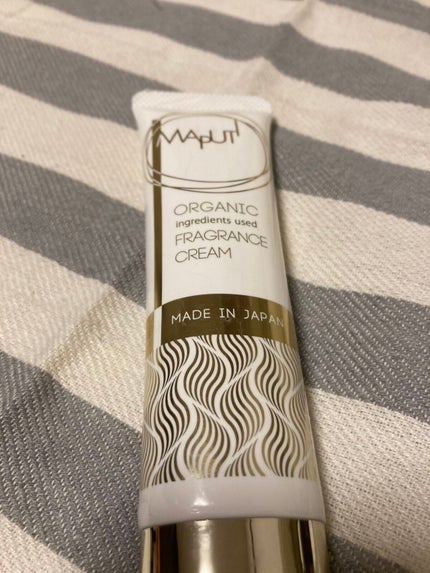 MAPUTI
ORGANIC
ingredients used
FRAGRANCE
CREAM
MADE IN JAPAN